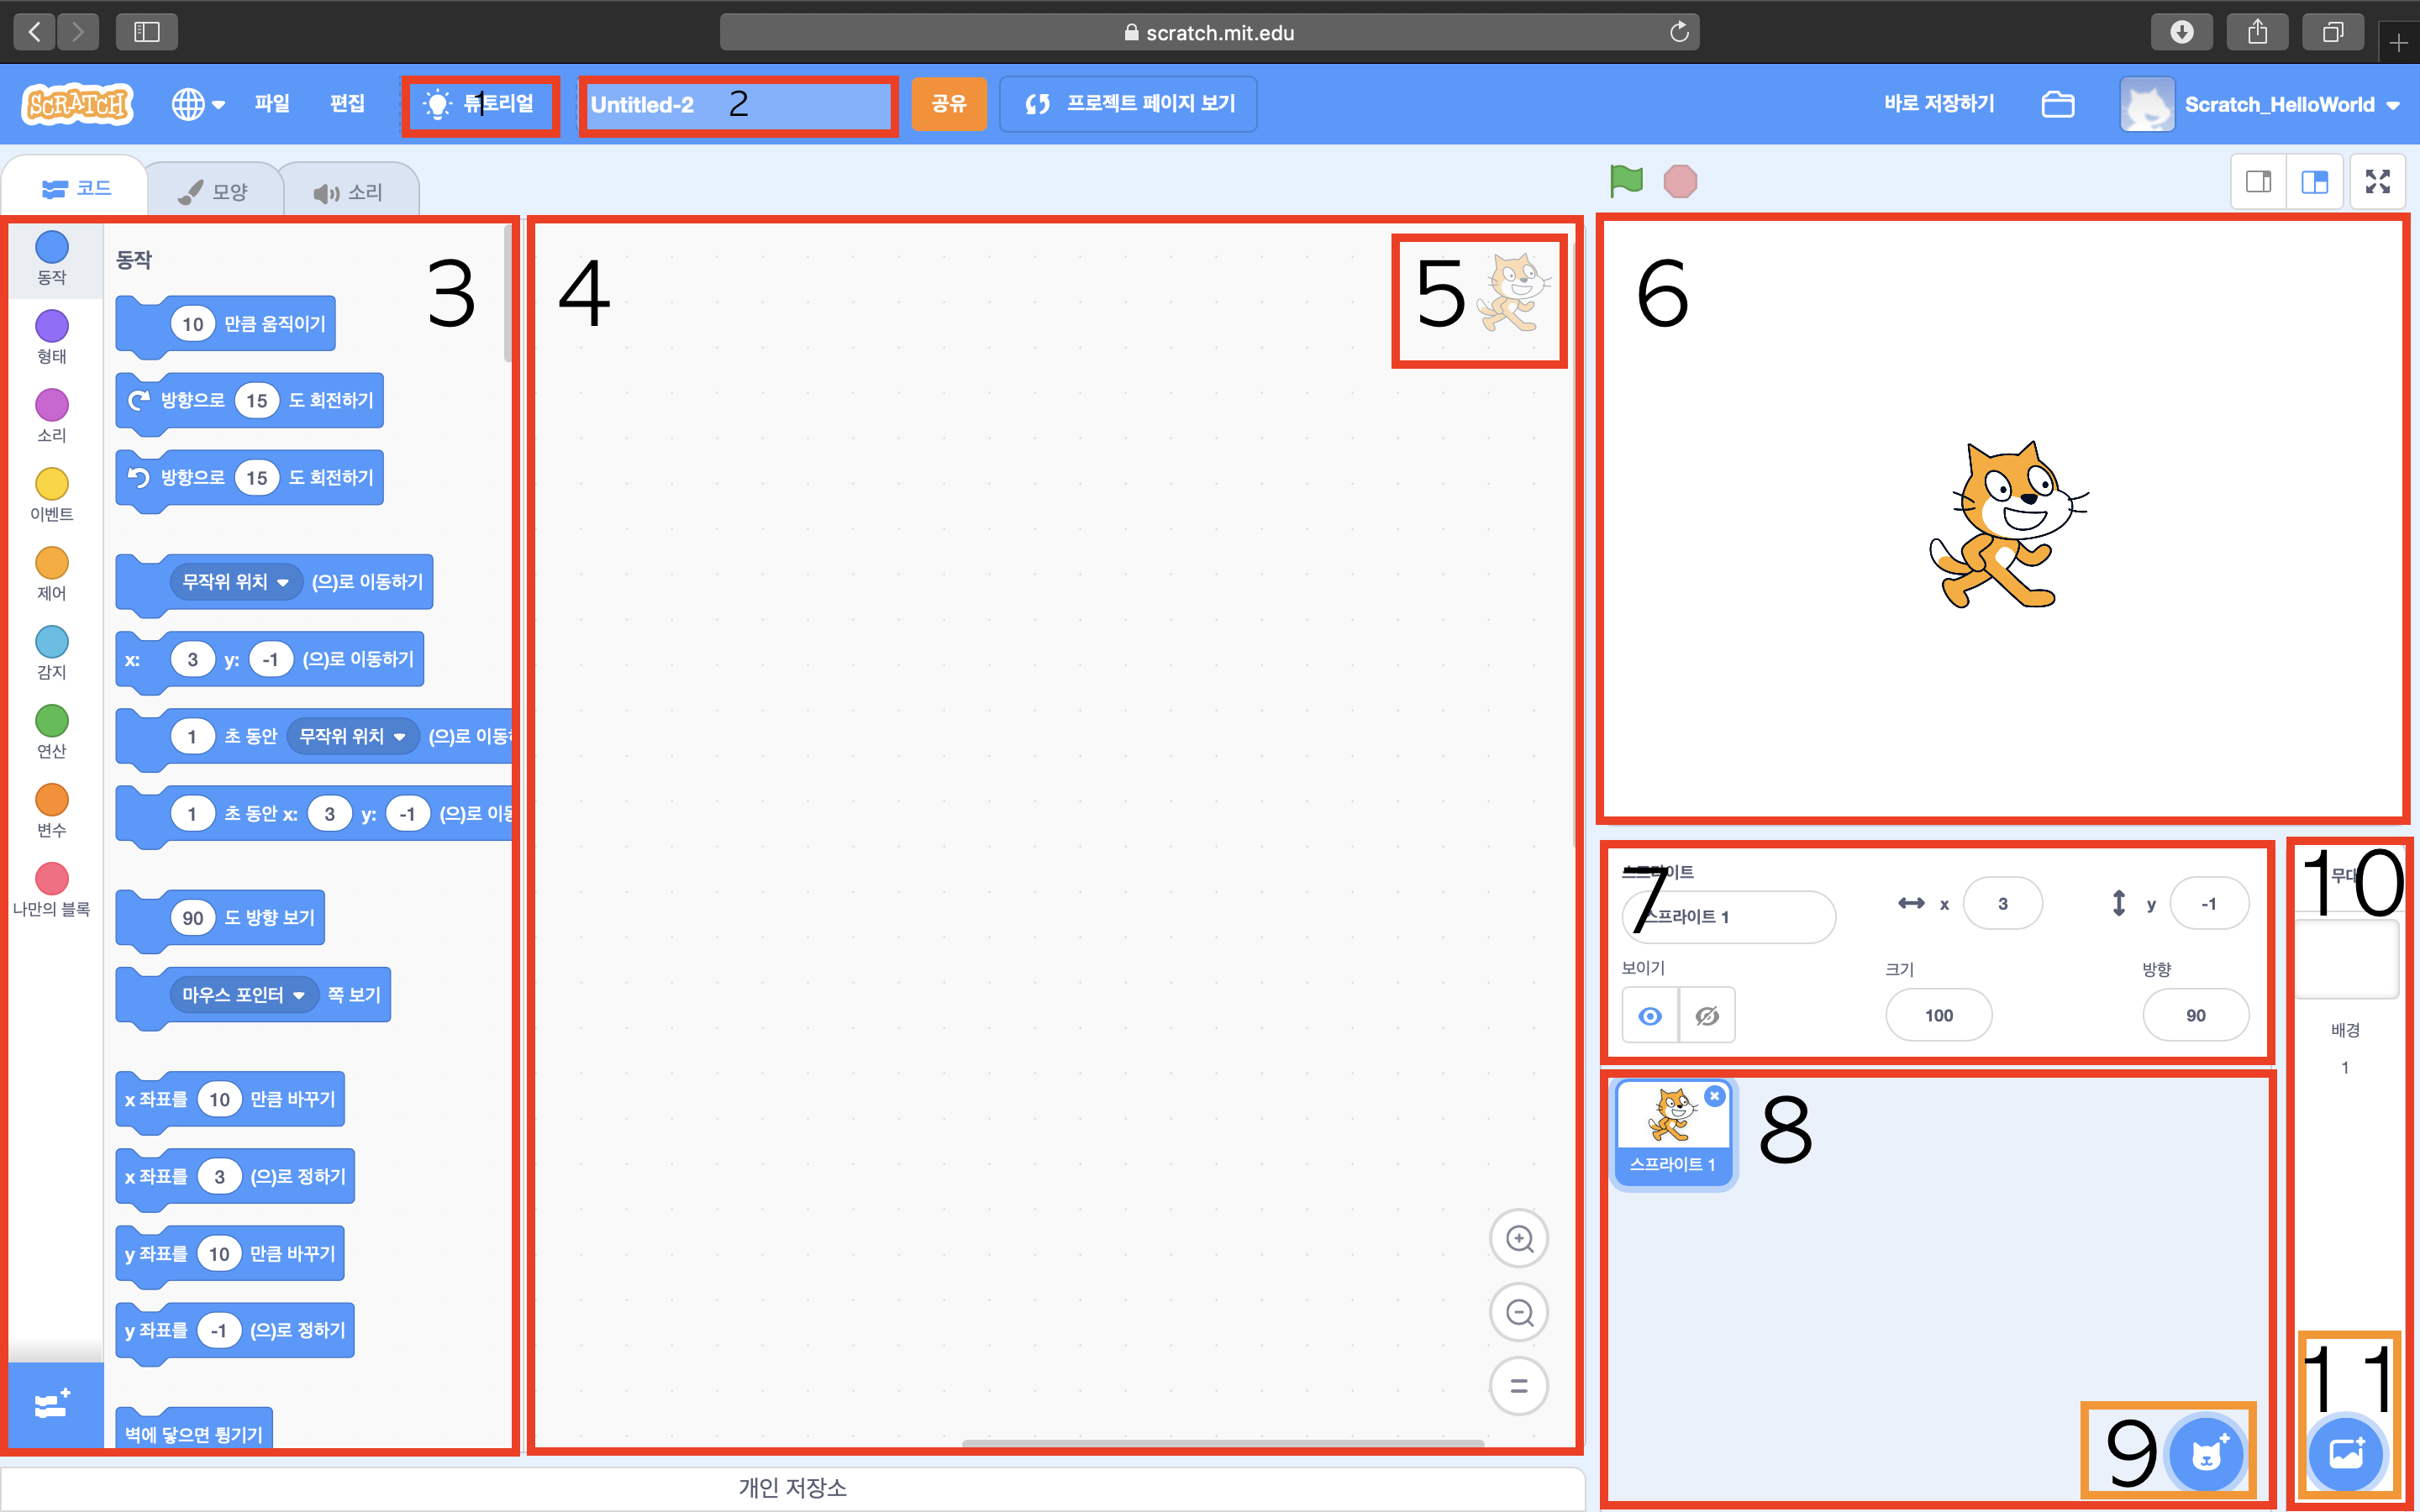 scratch.mit.edu
SCRATCH
파일
편집
튜토리얼
1
Untitled-2
2
공유
프로젝트 페이지 보기
바로 저장하기
Scratch_HelloWorld
코드
모양
소리
동작
형태
소리
이벤트
제어
감지
연산
변수
나만의 블록
동작
3
10 만큼 움직이기
방향으로 15 도 회전하기
방향으로 15 도 회전하기
무작위 위치 (으)로 이동하기
x: 3 y: -1 (으)로 이동하기
1 초 동안 무작위 위치 (으)로 이동
1 초 동안 x: 3 y: -1 (으)로 이동
90 도 방향 보기
마우스 포인터 쪽 보기
x 좌표를 10 만큼 바꾸기
x 좌표를 3 (으)로 정하기
y 좌표를 10 만큼 바꾸기
y 좌표를 -1 (으)로 정하기
벽에 닿으면 튕기기
4
5
개인 저장소
6
스프라이트
7
스프라이트 1
x 3
y -1
보이기
크기
100
방향
90
스프라이트 1
8
9
10
무대
배경
1
11